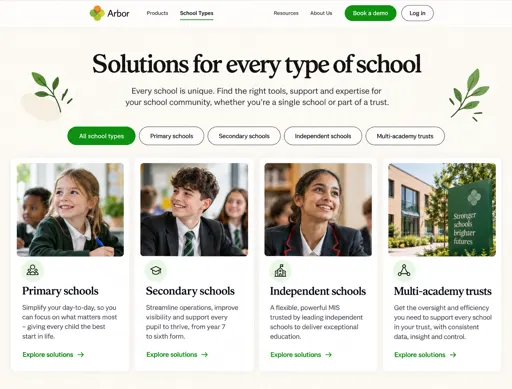 Arbor
Products
School Types
Resources
About Us
Book a demo
Log in
Solutions for every type of school
Every school is unique. Find the right tools, support and expertise for
your school community, whether you're a single school or part of a trust.
All school types
Primary schools
Secondary schools
Independent schools
Multi-academy trusts
Stronger
schools
brighter
futures
Primary schools
Simplify your day-to-day, so you
can focus on what matters most
– giving every child the best
start in life.
Explore solutions →
Secondary schools
Streamline operations, improve
visibility and support every
pupil to thrive, from year 7
to sixth form.
Explore solutions →
Independent schools
A flexible, powerful MIS
trusted by leading independent
schools to deliver exceptional
education.
Explore solutions →
Multi-academy trusts
Get the oversight and efficiency
you need to support every school
in your trust, with consistent
data, insight and control.
Explore solutions →